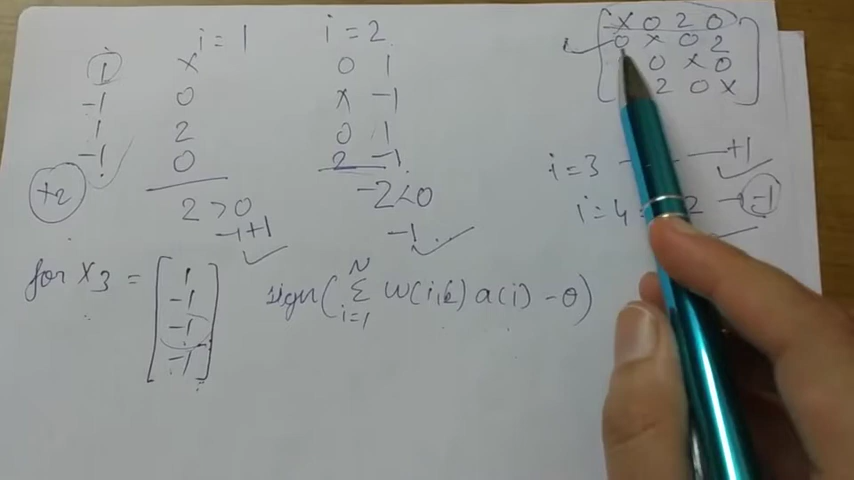 i = 1
1 X
-1 0
1 2
-1 0
+2 2 > 0
→ +1
i = 2
0 1
X -1
0 1
2 -1
-2 < 0
-1
X 0 2 0
0 X 0 2
0 X 0
2 0 X
i = 3 +1
i = 4 = 2 → -1
for X3 = [ 1 -1 -1 -1 ]
sign( N Σ i=1 w(i,k) a(i) - θ )